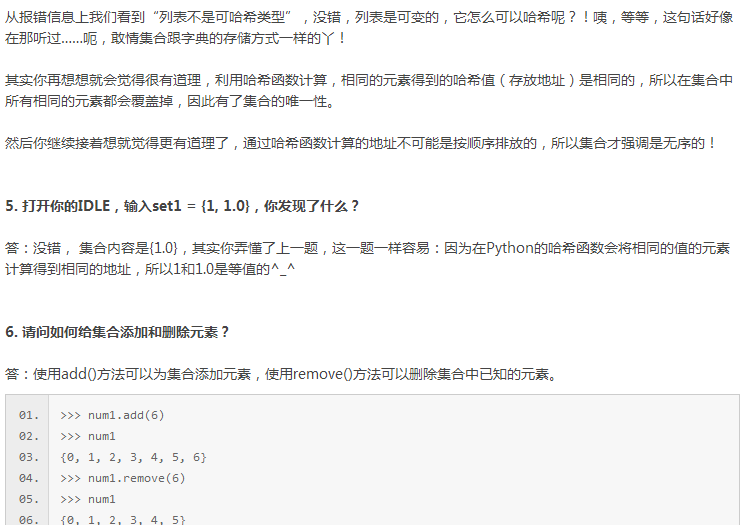 从报错信息上我们看到“列表不是可哈希类型”，没错，列表是可变的，它怎么可以哈希呢？！咦，等等，这句话好像
在那听过......呃，敢情集合跟字典的存储方式一样的丫！
其实你再想想就会觉得很有道理，利用哈希函数计算，相同的元素得到的哈希值（存放地址）是相同的，所以在集合中
所有相同的元素都会覆盖掉，因此有了集合的唯一性。
然后你继续接着想就觉得更有道理了，通过哈希函数计算的地址不可能是按顺序排放的，所以集合才强调是无序的！
5. 打开你的IDLE，输入set1 = {1, 1.0}，你发现了什么？
答：没错， 集合内容是{1.0}，其实你弄懂了上一题，这一题一样容易：因为在Python的哈希函数会将相同的值的元素
计算得到相同的地址，所以1和1.0是等值的^_^
6. 请问如何给集合添加和删除元素？
答：使用add()方法可以为集合添加元素，使用remove()方法可以删除集合中已知的元素。
01. >>> num1.add(6)
02. >>> num1
03. {0, 1, 2, 3, 4, 5, 6}
04. >>> num1.remove(6)
05. >>> num1
06. {0, 1, 2, 3, 4, 5}